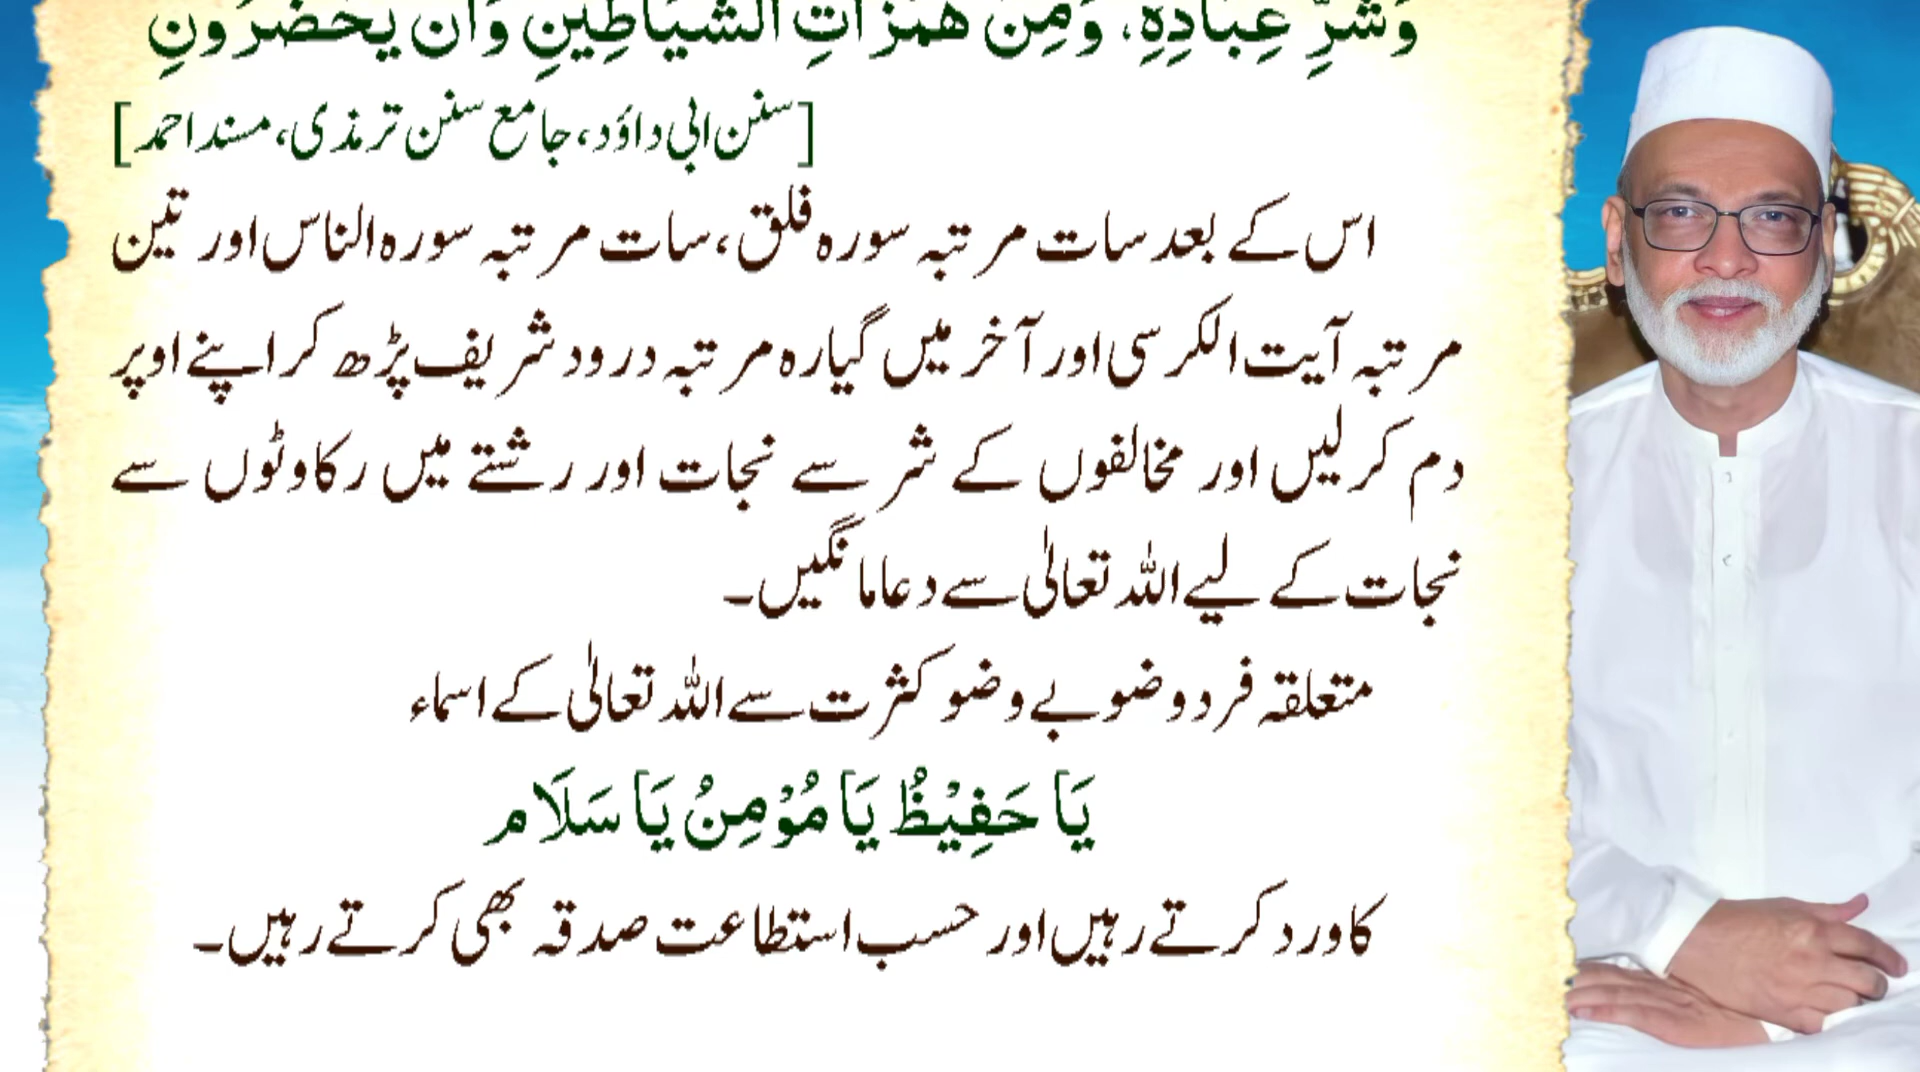 وَشَرِّ عِبَادِهِ، وَمِنْ هَمَزَاتِ الشَّيَاطِيْنِ وَاَنْ يَحْضُرُوْنِ
[سنن ابی داؤد، جامع سنن ترمذی، مسند احمد]
اس کے بعد سات مرتبہ سورہ فلق، سات مرتبہ سورہ الناس اور تین
مرتبہ آیت الکرسی اور آخر میں گیارہ مرتبہ درود شریف پڑھ کر اپنے اوپر
دم کرلیں اور مخالفوں کے شر سے نجات اور رشتے میں رکاوٹوں سے
نجات کے لیے اللہ تعالیٰ سے دعا مانگیں۔
متعلقہ فرد وضو بے وضو کثرت سے اللہ تعالیٰ کے اسماء
يَا حَفِيْظُ يَا مُؤْمِنُ يَا سَلَام
کا ورد کرتے رہیں اور حسب استطاعت صدقہ بھی کرتے رہیں۔